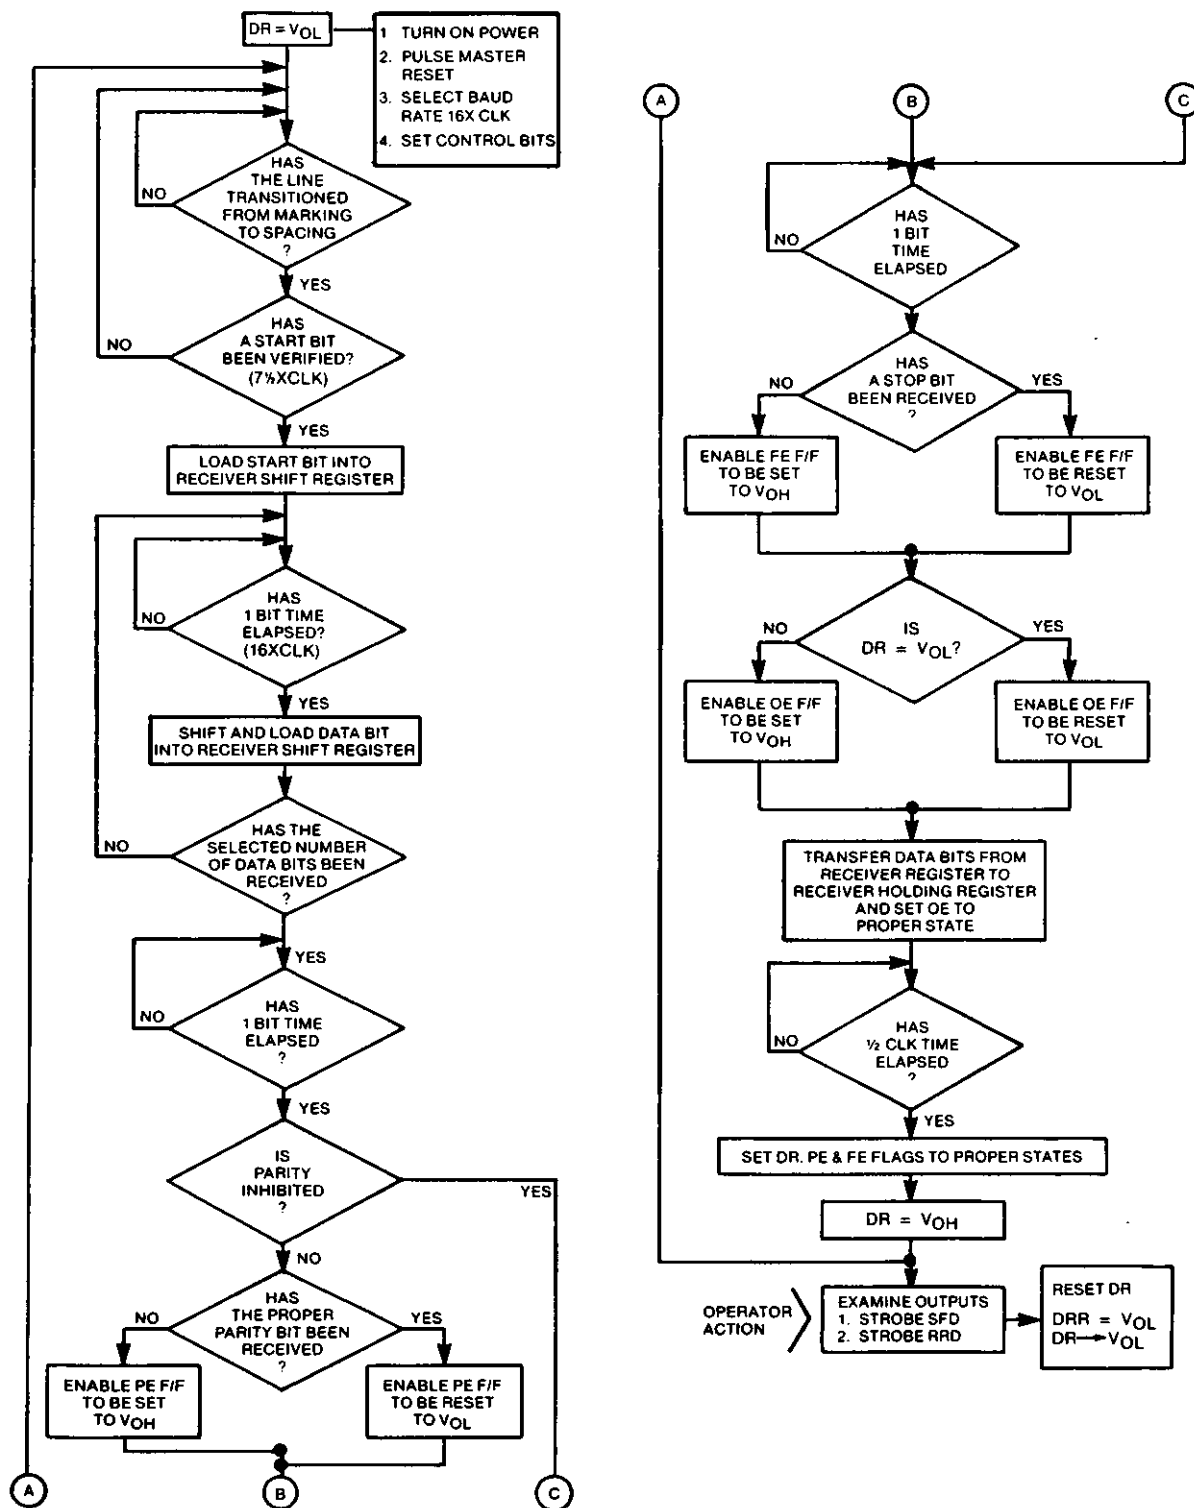 DR = VOL
1 TURN ON POWER
2. PULSE MASTER
RESET
3. SELECT BAUD
RATE 16X CLK
4. SET CONTROL BITS
HAS
THE LINE
TRANSITIONED
FROM MARKING
TO SPACING
?
NO
YES
HAS
A START BIT
BEEN VERIFIED?
(7½XCLK)
NO
YES
LOAD START BIT INTO
RECEIVER SHIFT REGISTER
HAS
1 BIT TIME
ELAPSED?
(16XCLK)
NO
YES
SHIFT AND LOAD DATA BIT
INTO RECEIVER SHIFT REGISTER
HAS THE
SELECTED NUMBER
OF DATA BITS BEEN
RECEIVED
?
NO
YES
HAS
1 BIT TIME
ELAPSED
?
NO
YES
IS
PARITY
INHIBITED
?
YES
NO
HAS
THE PROPER
PARITY BIT BEEN
RECEIVED
?
NO
YES
ENABLE PE F/F
TO BE SET
TO VOH
ENABLE PE F/F
TO BE RESET
TO VOL
A
B
C
A
B
C
HAS
1 BIT
TIME
ELAPSED
NO
HAS
A STOP BIT
BEEN RECEIVED
?
NO
YES
ENABLE FE F/F
TO BE SET
TO VOH
ENABLE FE F/F
TO BE RESET
TO VOL
IS
DR = VOL?
NO
YES
ENABLE OE F/F
TO BE SET
TO VOH
ENABLE OE F/F
TO BE RESET
TO VOL
TRANSFER DATA BITS FROM
RECEIVER REGISTER TO
RECEIVER HOLDING REGISTER
AND SET OE TO
PROPER STATE
HAS
½ CLK TIME
ELAPSED
?
NO
YES
SET DR. PE & FE FLAGS TO PROPER STATES
DR = VOH
OPERATOR
ACTION
EXAMINE OUTPUTS
1. STROBE SFD
2. STROBE RRD
RESET DR
DRR = VOL
DR → VOL